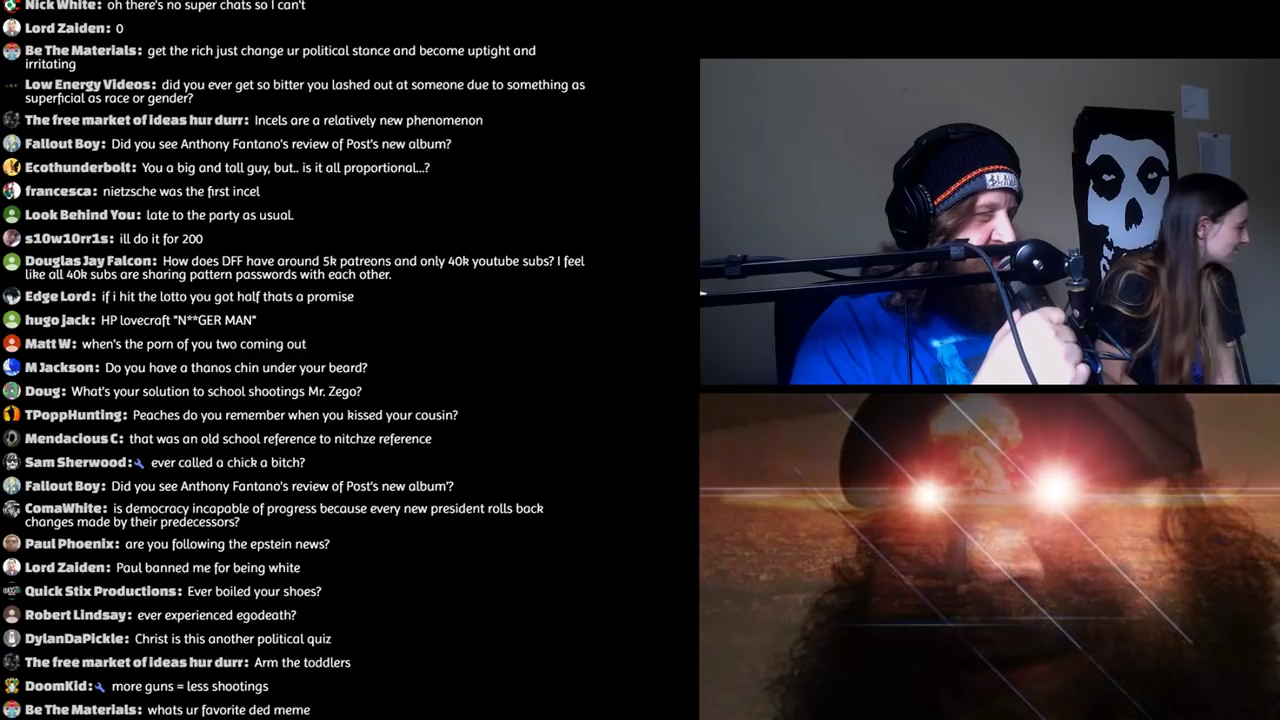 Nick White: oh there's no super chats so I can't
Lord Zaiden: 0
Be The Materials: get the rich just change ur political stance and become uptight and
irritating
Low Energy Videos: did you ever get so bitter you lashed out at someone due to something as
superficial as race or gender?
The free market of ideas hur durr: Incels are a relatively new phenomenon
Fallout Boy: Did you see Anthony Fantano's review of Post's new album?
Ecothunderbolt: You a big and tall guy, but.. is it all proportional...?
francesca: nietzsche was the first incel
Look Behind You: late to the party as usual.
s10w10rr1s: ill do it for 200
Douglas Jay Falcon: How does DFF have around 5k patreons and only 40k youtube subs? I feel
like all 40k subs are sharing pattern passwords with each other.
Edge Lord: if i hit the lotto you got half thats a promise
hugo jack: HP lovecraft "N**GER MAN"
Matt W: when's the porn of you two coming out
M Jackson: Do you have a thanos chin under your beard?
Doug: What's your solution to school shootings Mr. Zego?
TPoppHunting: Peaches do you remember when you kissed your cousin?
Mendacious C: that was an old school reference to nitchze reference
Sam Sherwood: ever called a chick a bitch?
Fallout Boy: Did you see Anthony Fantano's review of Post's new album'?
ComaWhite: is democracy incapable of progress because every new president rolls back
changes made by their predecessors?
Paul Phoenix: are you following the epstein news?
Lord Zaiden: Paul banned me for being white
Quick Stix Productions: Ever boiled your shoes?
Robert Lindsay: ever experienced egodeath?
DylanDaPickle: Christ is this another political quiz
The free market of ideas hur durr: Arm the toddlers
DoomKid: more guns = less shootings
Be The Materials: whats ur favorite ded meme